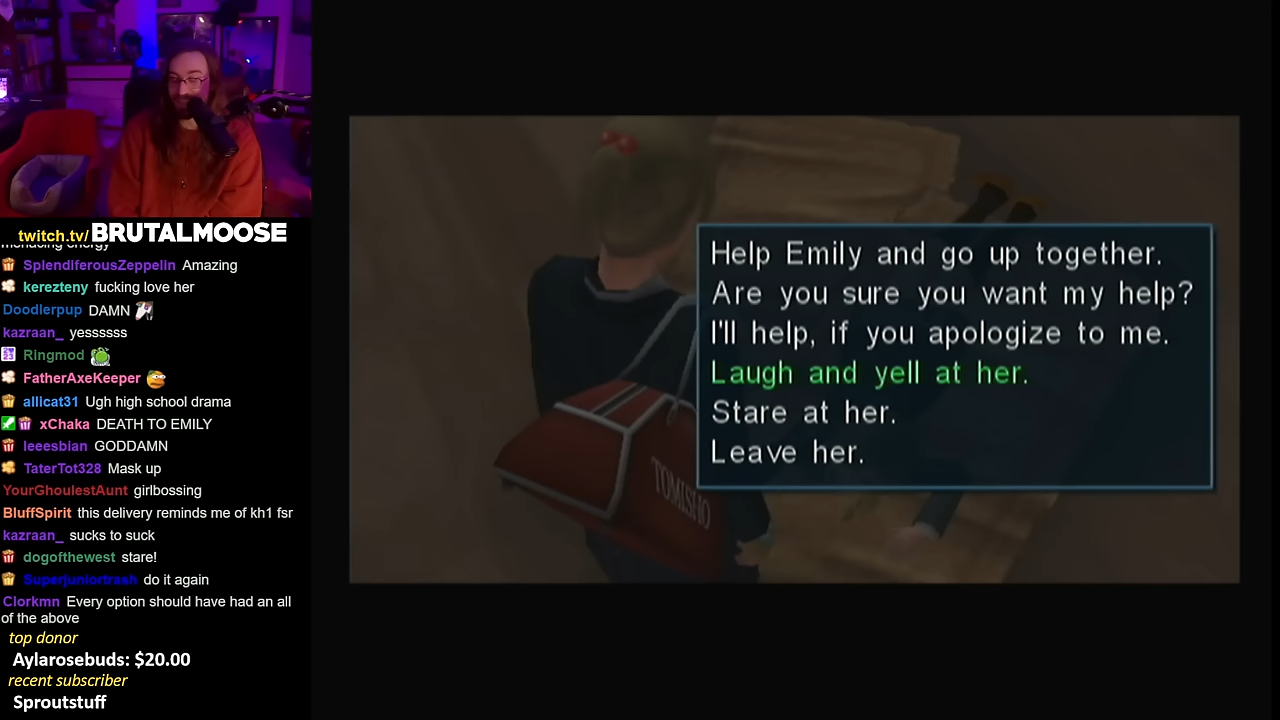 twitch.tv/BRUTALMOOSE
menacing energy
SplendiferousZeppelin Amazing
kerezteny fucking love her
Doodlerpup DAMN
kazraan_ yessssss
Ringmod
FatherAxeKeeper
allicat31 Ugh high school drama
xChaka DEATH TO EMILY
leeesbian GODDAMN
TaterTot328 Mask up
YourGhoulestAunt girlbossing
BluffSpirit this delivery reminds me of kh1 fsr
kazraan_ sucks to suck
dogofthewest stare!
Superjuniortrash do it again
Clorkmn Every option should have had an all
of the above
top donor
Aylarosebuds: $20.00
recent subscriber
Sproutstuff
Help Emily and go up together.
Are you sure you want my help?
I'll help, if you apologize to me.
Laugh and yell at her.
Stare at her.
Leave her.
TOMISHO